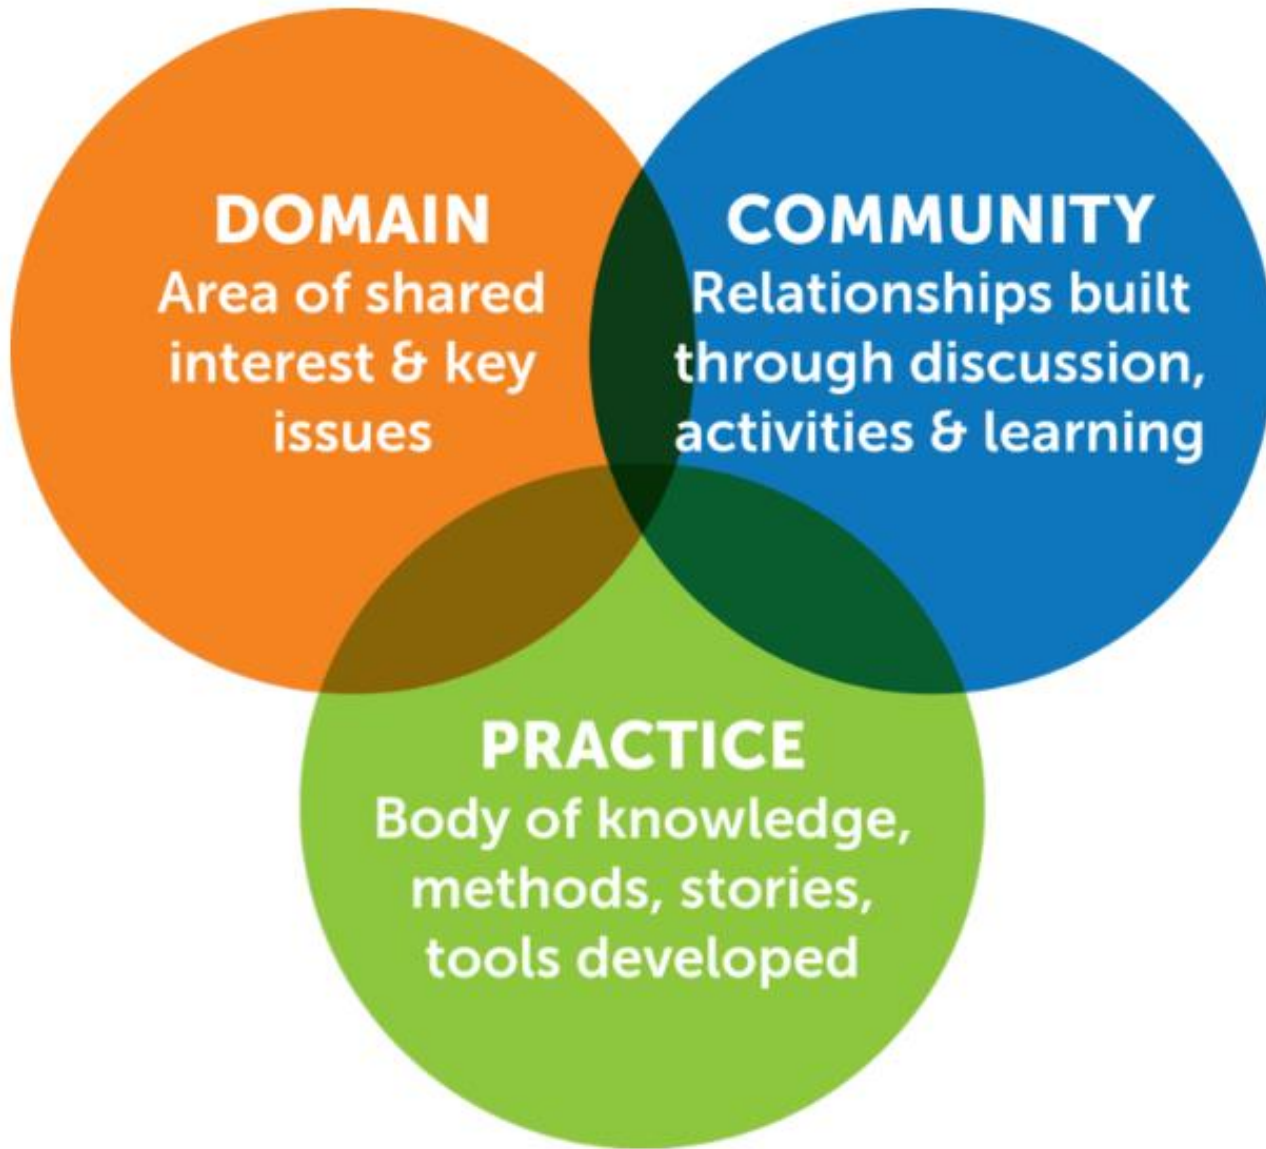 DOMAIN
Area of shared
interest & key
issues
COMMUNITY
Relationships built
through discussion,
activities & learning
PRACTICE
Body of knowledge,
methods, stories,
tools developed